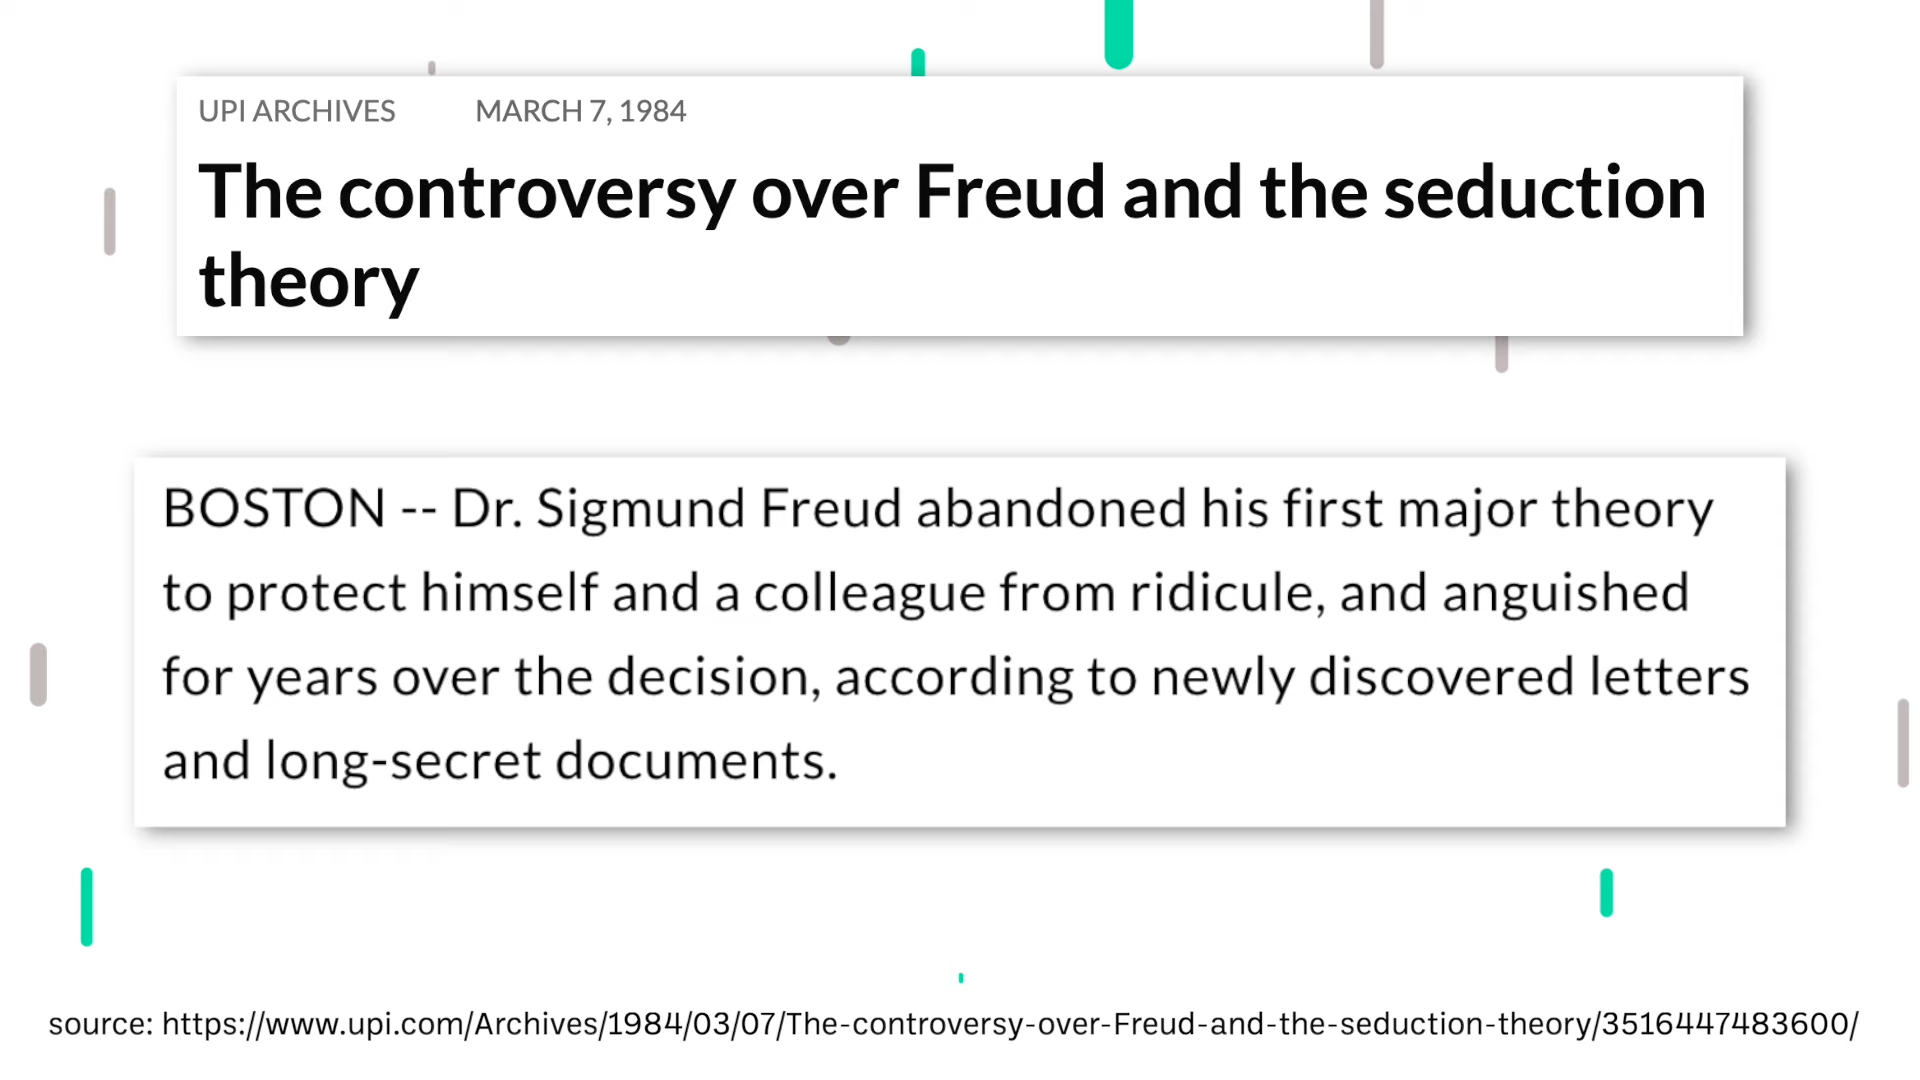 UPI ARCHIVES MARCH 7, 1984
The controversy over Freud and the seduction
theory
BOSTON -- Dr. Sigmund Freud abandoned his first major theory
to protect himself and a colleague from ridicule, and anguished
for years over the decision, according to newly discovered letters
and long-secret documents.
source: https://www.upi.com/Archives/1984/03/07/The-controversy-over-Freud-and-the-seduction-theory/3516447483600/